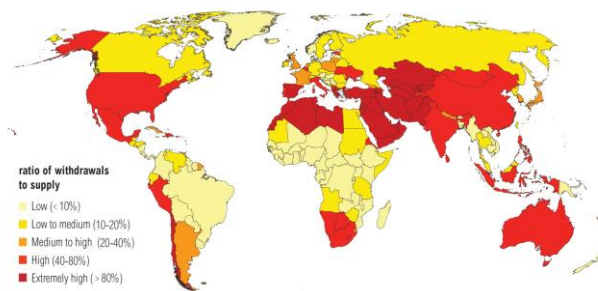 ratio of withdrawals
to supply
Low (< 10%)
Low to medium (10-20%)
Medium to high (20-40%)
High (40-80%)
Extremely high (> 80%)